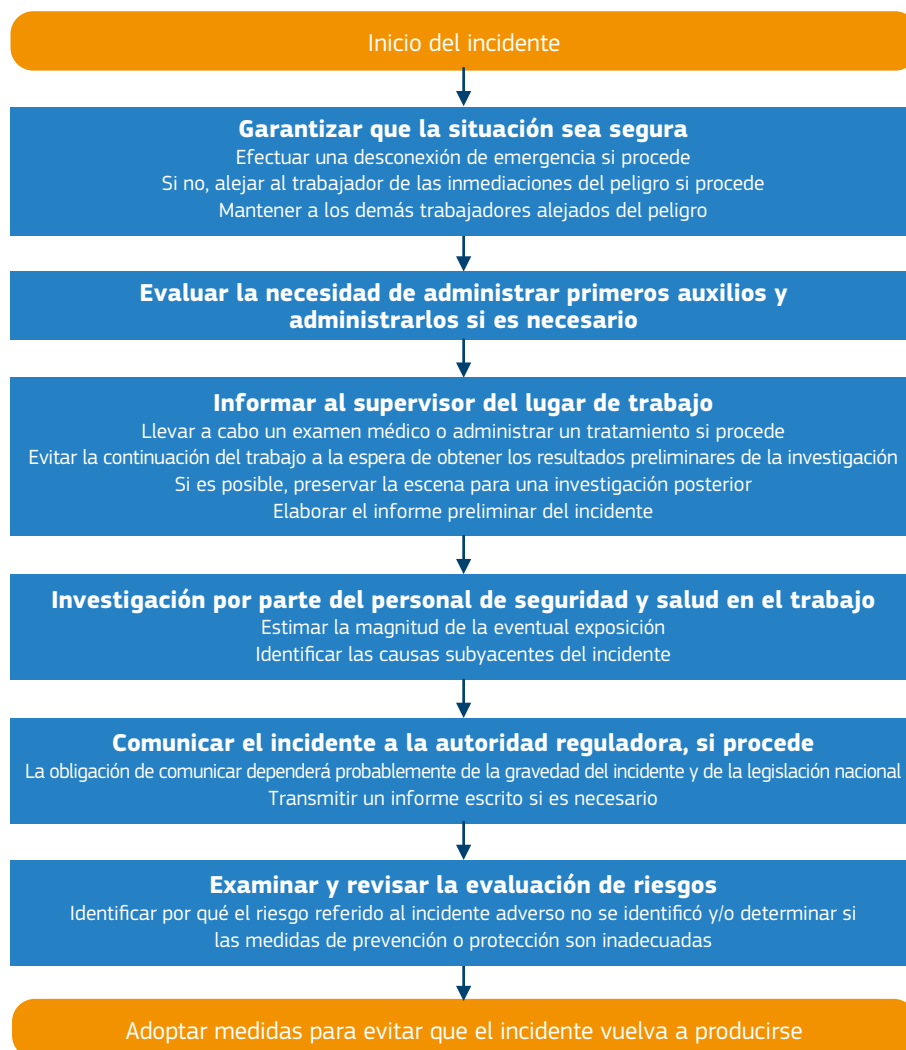 Inicio del incidente
Garantizar que la situación sea segura
Efectuar una desconexión de emergencia si procede
Si no, alejar al trabajador de las inmediaciones del peligro si procede
Mantener a los demás trabajadores alejados del peligro
Evaluar la necesidad de administrar primeros auxilios y
administrarlos si es necesario
Informar al supervisor del lugar de trabajo
Llevar a cabo un examen médico o administrar un tratamiento si procede
Evitar la continuación del trabajo a la espera de obtener los resultados preliminares de la investigación
Si es posible, preservar la escena para una investigación posterior
Elaborar el informe preliminar del incidente
Investigación por parte del personal de seguridad y salud en el trabajo
Estimar la magnitud de la eventual exposición
Identificar las causas subyacentes del incidente
Comunicar el incidente a la autoridad reguladora, si procede
La obligación de comunicar dependerá probablemente de la gravedad del incidente y de la legislación nacional
Transmitir un informe escrito si es necesario
Examinar y revisar la evaluación de riesgos
Identificar por qué el riesgo referido al incidente adverso no se identificó y/o determinar si
las medidas de prevención o protección son inadecuadas
Adoptar medidas para evitar que el incidente vuelva a producirse